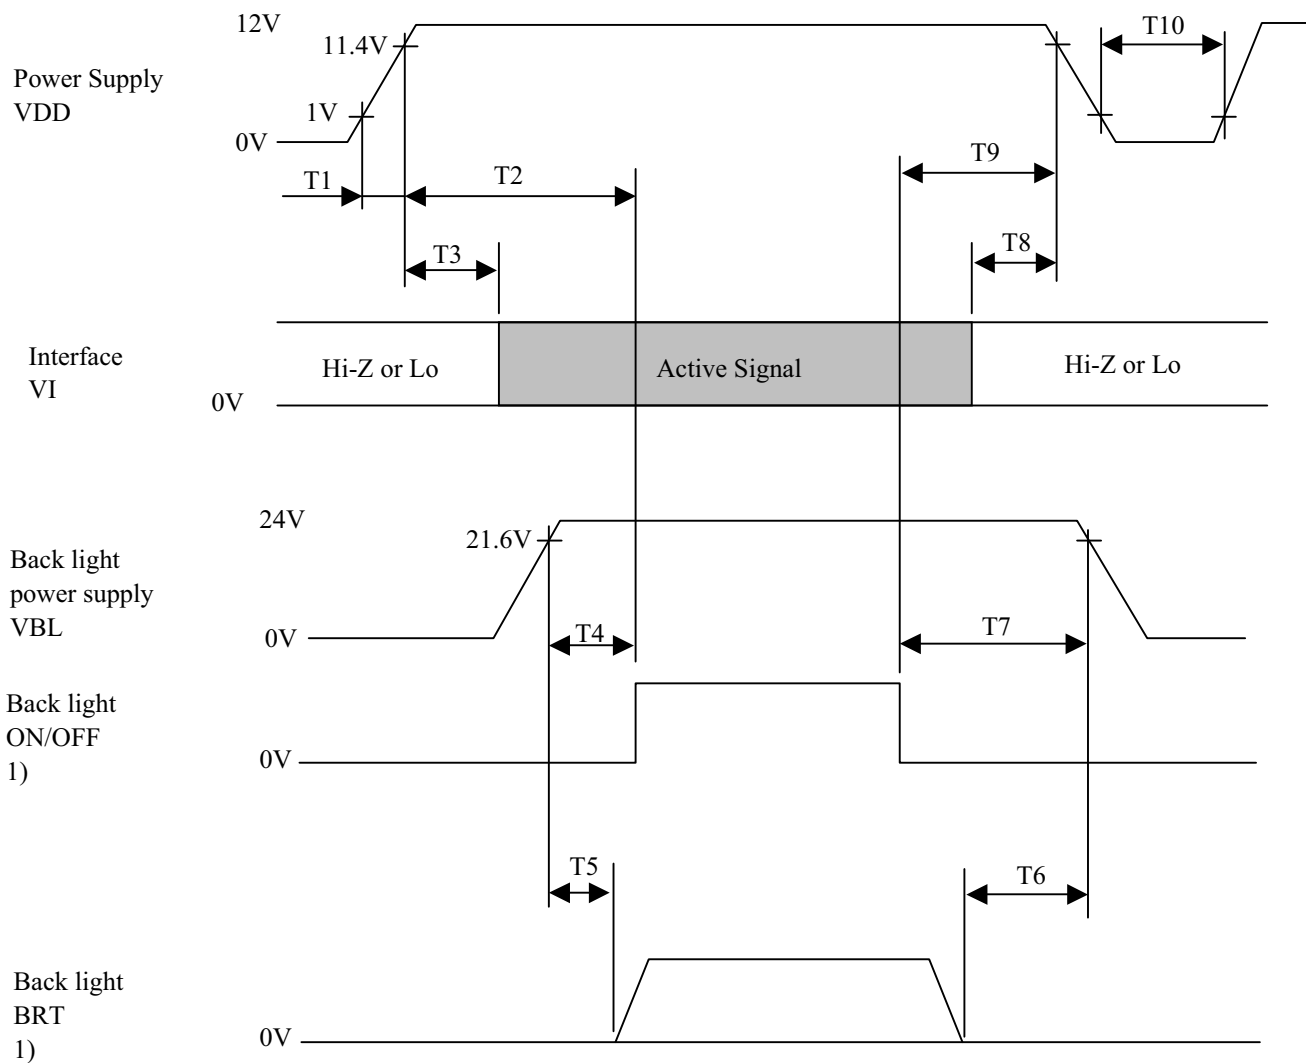 12V
11.4V
T10
Power Supply
VDD
1V
0V
T9
T1
T2
T8
T3
Interface
VI
Hi-Z or Lo
Active Signal
Hi-Z or Lo
0V
24V
21.6V
Back light
power supply
VBL
0V
T4
T7
Back light
ON/OFF
1)
0V
T5
T6
Back light
BRT
1)
0V